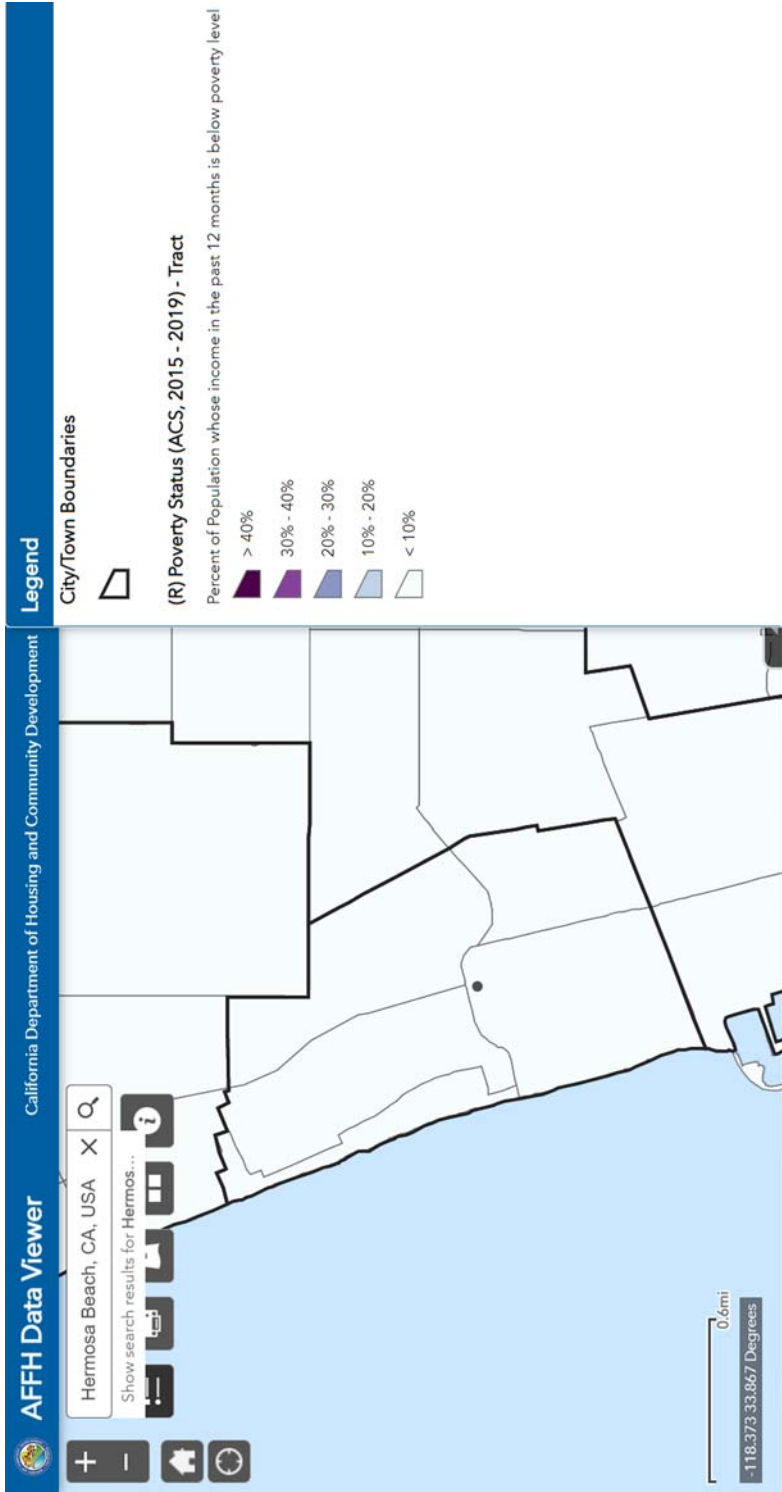 AFFH Data Viewer
California Department of Housing and Community Development
+
−
Hermosa Beach, CA, USA
Show search results for Hermos...
0.6mi
-118.373 33.867 Degrees
Legend
City/Town Boundaries
(R) Poverty Status (ACS, 2015 - 2019) - Tract
Percent of Population whose income in the past 12 months is below poverty level
> 40%
30% - 40%
20% - 30%
10% - 20%
< 10%